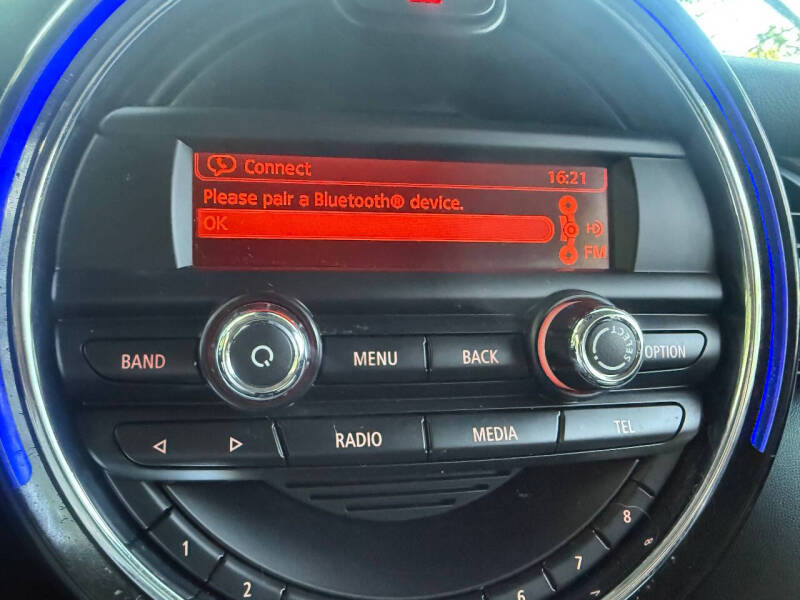 Connect 16:21
Please pair a Bluetooth® device.
OK
FM
BAND MENU BACK SELECT OPTION
RADIO MEDIA TEL
1 2 6 7 8